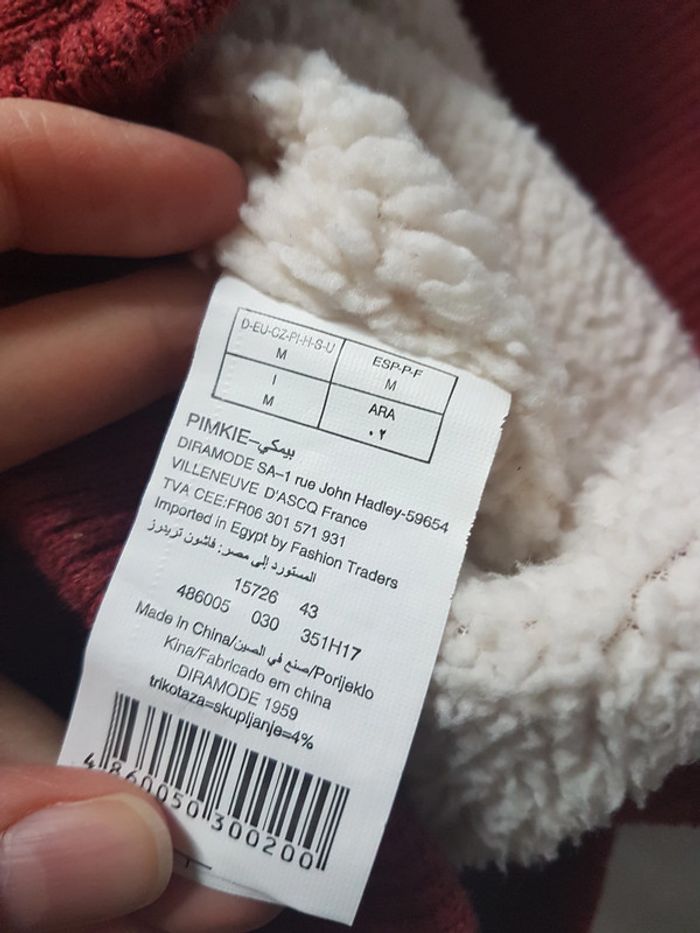 D-EU-CZ-PI-H-S-U
M
ESP-P-F
M
I
M
ARA
٠٢
PIMKIE-بيمكي
DIRAMODE SA-1 rue John Hadley-59654
VILLENEUVE D'ASCQ France
TVA CEE:FR06 301 571 931
Imported in Egypt by Fashion Traders
المستورد إلى مصر: فاشون تريدرز
15726 43
486005 030 351H17
Made In China/صنع في الصين/Porijeklo
Kina/Fabricado em china
DIRAMODE 1959
trikotaza=skupljanje=4%
4860050300200